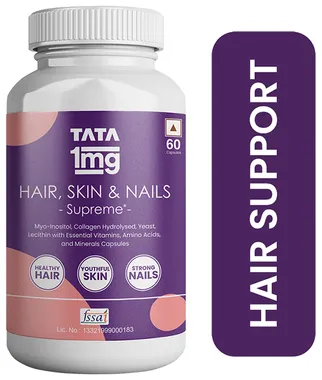 TATA
1mg
60
Capsules
HAIR, SKIN & NAILS
- Supreme+ -
Myo-Inositol, Collagen Hydrolysed, Yeast,
Lecithin with Essential Vitamins, Amino Acids,
and Minerals Capsules
HEALTHY
HAIR
YOUTHFUL
SKIN
STRONG
NAILS
fssai
Lic. No.: 13321999000183
HAIR SUPPORT